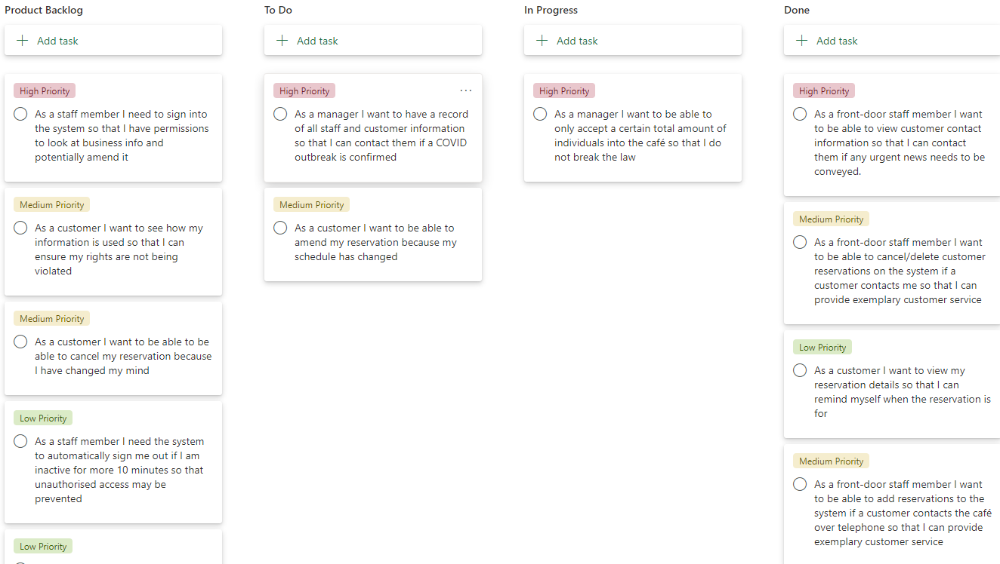 Product Backlog
Add task
High Priority
As a staff member I need to sign into
the system so that I have permissions
to look at business info and
potentially amend it
Medium Priority
As a customer I want to see how my
information is used so that I can
ensure my rights are not being
violated
Medium Priority
As a customer I want to be able to be
able to cancel my reservation because
I have changed my mind
Low Priority
As a staff member I need the system
to automatically sign me out if I am
inactive for more 10 minutes so that
unauthorised access may be
prevented
Low Priority
To Do
Add task
High Priority
As a manager I want to have a record
of all staff and customer information
so that I can contact them if a COVID
outbreak is confirmed
Medium Priority
As a customer I want to be able to
amend my reservation because my
schedule has changed
In Progress
Add task
High Priority
As a manager I want to be able to
only accept a certain total amount of
individuals into the café so that I do
not break the law
Done
Add task
High Priority
As a front-door staff member I want
to be able to view customer contact
information so that I can contact
them if any urgent news needs to be
conveyed.
Medium Priority
As a front-door staff member I want
to be able to cancel/delete customer
reservations on the system if a
customer contacts me so that I can
provide exemplary customer service
Low Priority
As a customer I want to view my
reservation details so that I can
remind myself when the reservation is
for
Medium Priority
As a front-door staff member I want
to be able to add reservations to the
system if a customer contacts the café
over telephone so that I can provide
exemplary customer service